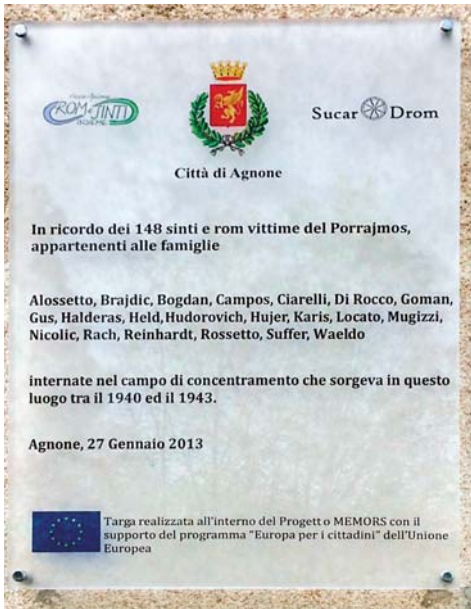 ROM e SINTI
INSIEME
Sucar Drom
Città di Agnone
In ricordo dei 148 sinti e rom vittime del Porrajmos,
appartenenti alle famiglie
Alossetto, Brajdic, Bogdan, Campos, Ciarelli, Di Rocco, Goman,
Gus, Halderas, Held, Hudorovich, Hujer, Karis, Locato, Mugizzi,
Nicolic, Rach, Reinhardt, Rossetto, Suffer, Waeldo
internate nel campo di concentramento che sorgeva in questo
luogo tra il 1940 ed il 1943.
Agnone, 27 Gennaio 2013
Targa realizzata all'interno del Progetto MEMORS con il
supporto del programma "Europa per i cittadini" dell'Unione
Europea